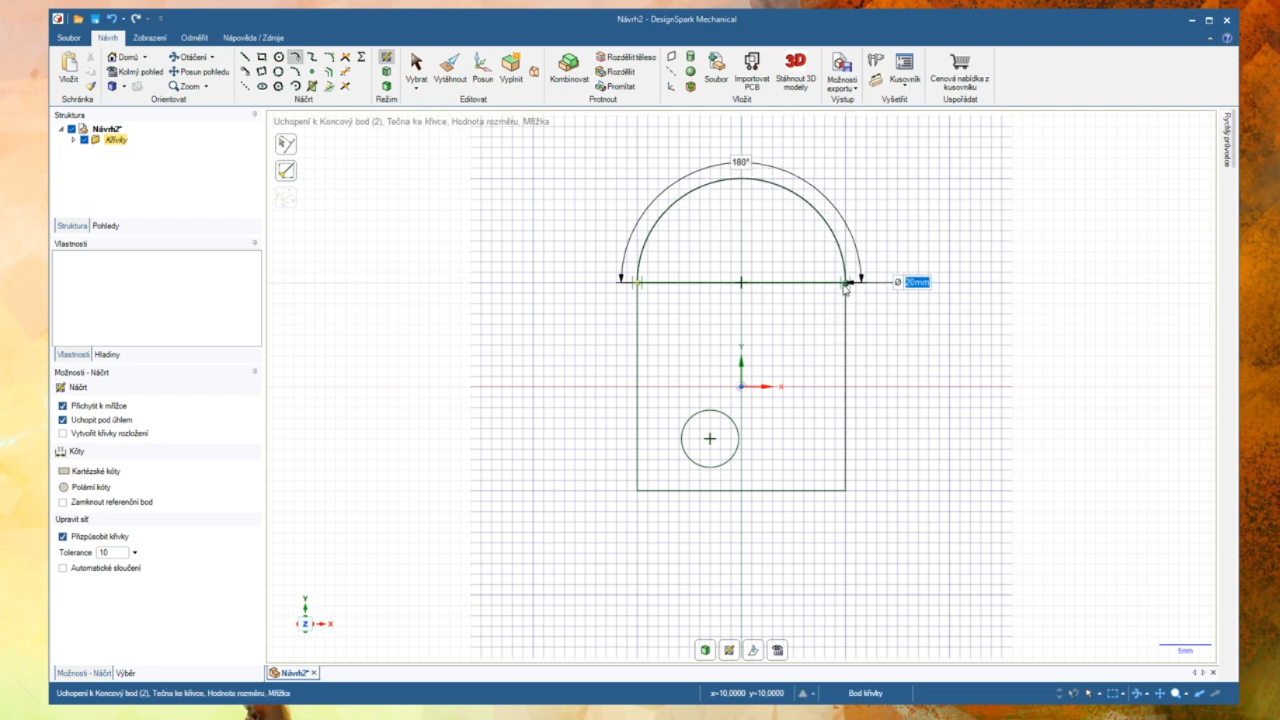 Návrh2 - DesignSpark Mechanical
Soubor Návrh Zobrazení Odměřit Nápověda / Zdroje
Vložit
Schránka
Domů
Kolmý pohled
Otáčení
Posun pohledu
Zoom
Orientovat
Náčrt
Režim
Vybrat
Vytáhnout
Posun
Vyplnit
Editovat
Kombinovat
Rozdělit těleso
Rozdělit
Promítat
Protnout
Soubor
Importovat PCB
Stáhnout 3D modely
3D
Vložit
Možnosti exportu
Výstup
Kusovník
Vyšetřit
Cenová nabídka z kusovníku
Uspořádat
Struktura
Návrh2*
Křivky
Struktura Pohledy
Vlastnosti
Vlastnosti Hladiny
Možnosti - Náčrt
Náčrt
Přichytit k mřížce
Uchopit pod úhlem
Vytvořit křivky rozložení
Kóty
Kartézské kóty
Polární kóty
Zamknout referenční bod
Upravit síť
Přizpůsobit křivky
Tolerance 10
Automatické sloučení
Možnosti - Náčrt Výběr
Uchopení k Koncový bod (2), Tečna ke křivce, Hodnota rozměru, Mřížka
180°
Ø 20mm
Y
X
Y
Z
X
5mm
Rychlý průvodce
Návrh2*
Uchopení k Koncový bod (2), Tečna ke křivce, Hodnota rozměru, Mřížka
x=10,0000 y=10,0000
Bod křivky